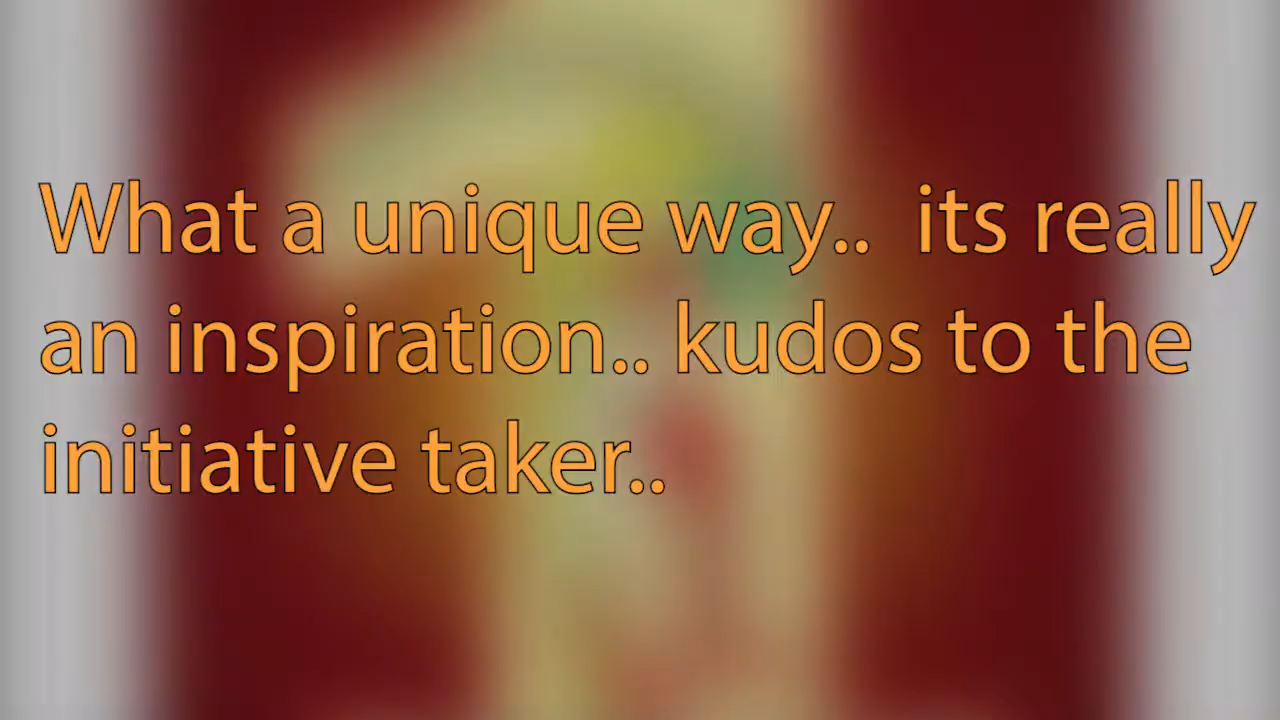 What a unique way..  its really
an inspiration.. kudos to the
initiative taker..